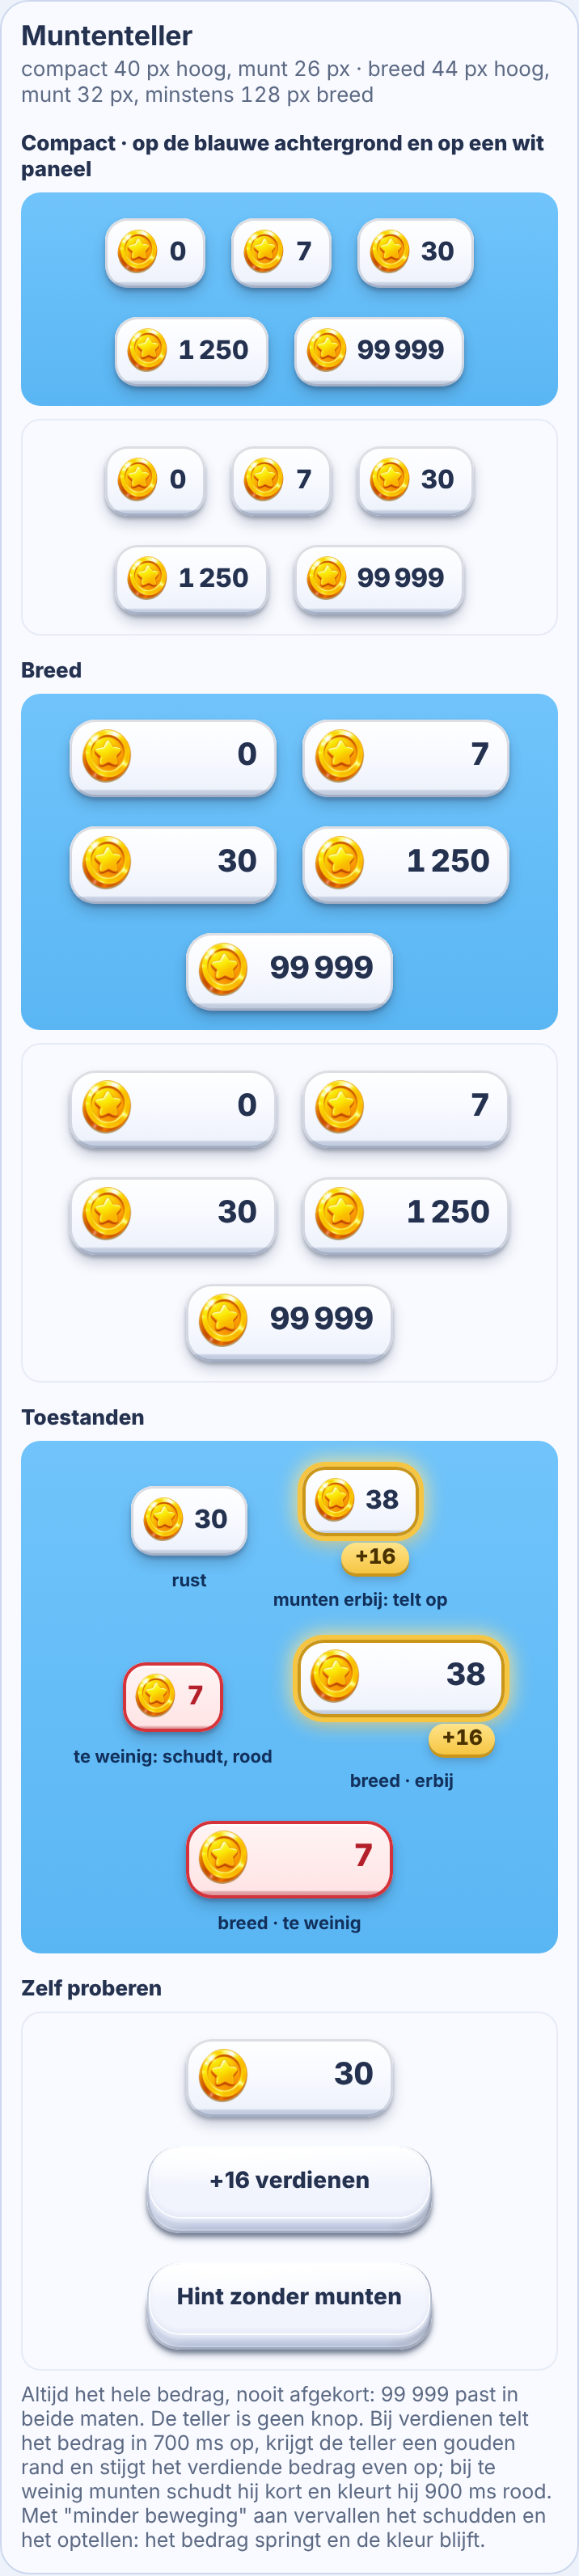 Muntenteller
compact 40 px hoog, munt 26 px · breed 44 px hoog,
munt 32 px, minstens 128 px breed
Compact · op de blauwe achtergrond en op een wit
paneel
0 7 30
1 250 99 999
0 7 30
1 250 99 999
Breed
0 7
30 1 250
99 999
0 7
30 1 250
99 999
Toestanden
30 38
+16
rust
munten erbij: telt op
7 38
+16
te weinig: schudt, rood
breed · erbij
7
breed · te weinig
Zelf proberen
30
+16 verdienen
Hint zonder munten
Altijd het hele bedrag, nooit afgekort: 99 999 past in
beide maten. De teller is geen knop. Bij verdienen telt
het bedrag in 700 ms op, krijgt de teller een gouden
rand en stijgt het verdiende bedrag even op; bij te
weinig munten schudt hij kort en kleurt hij 900 ms rood.
Met "minder beweging" aan vervallen het schudden en
het optellen: het bedrag springt en de kleur blijft.